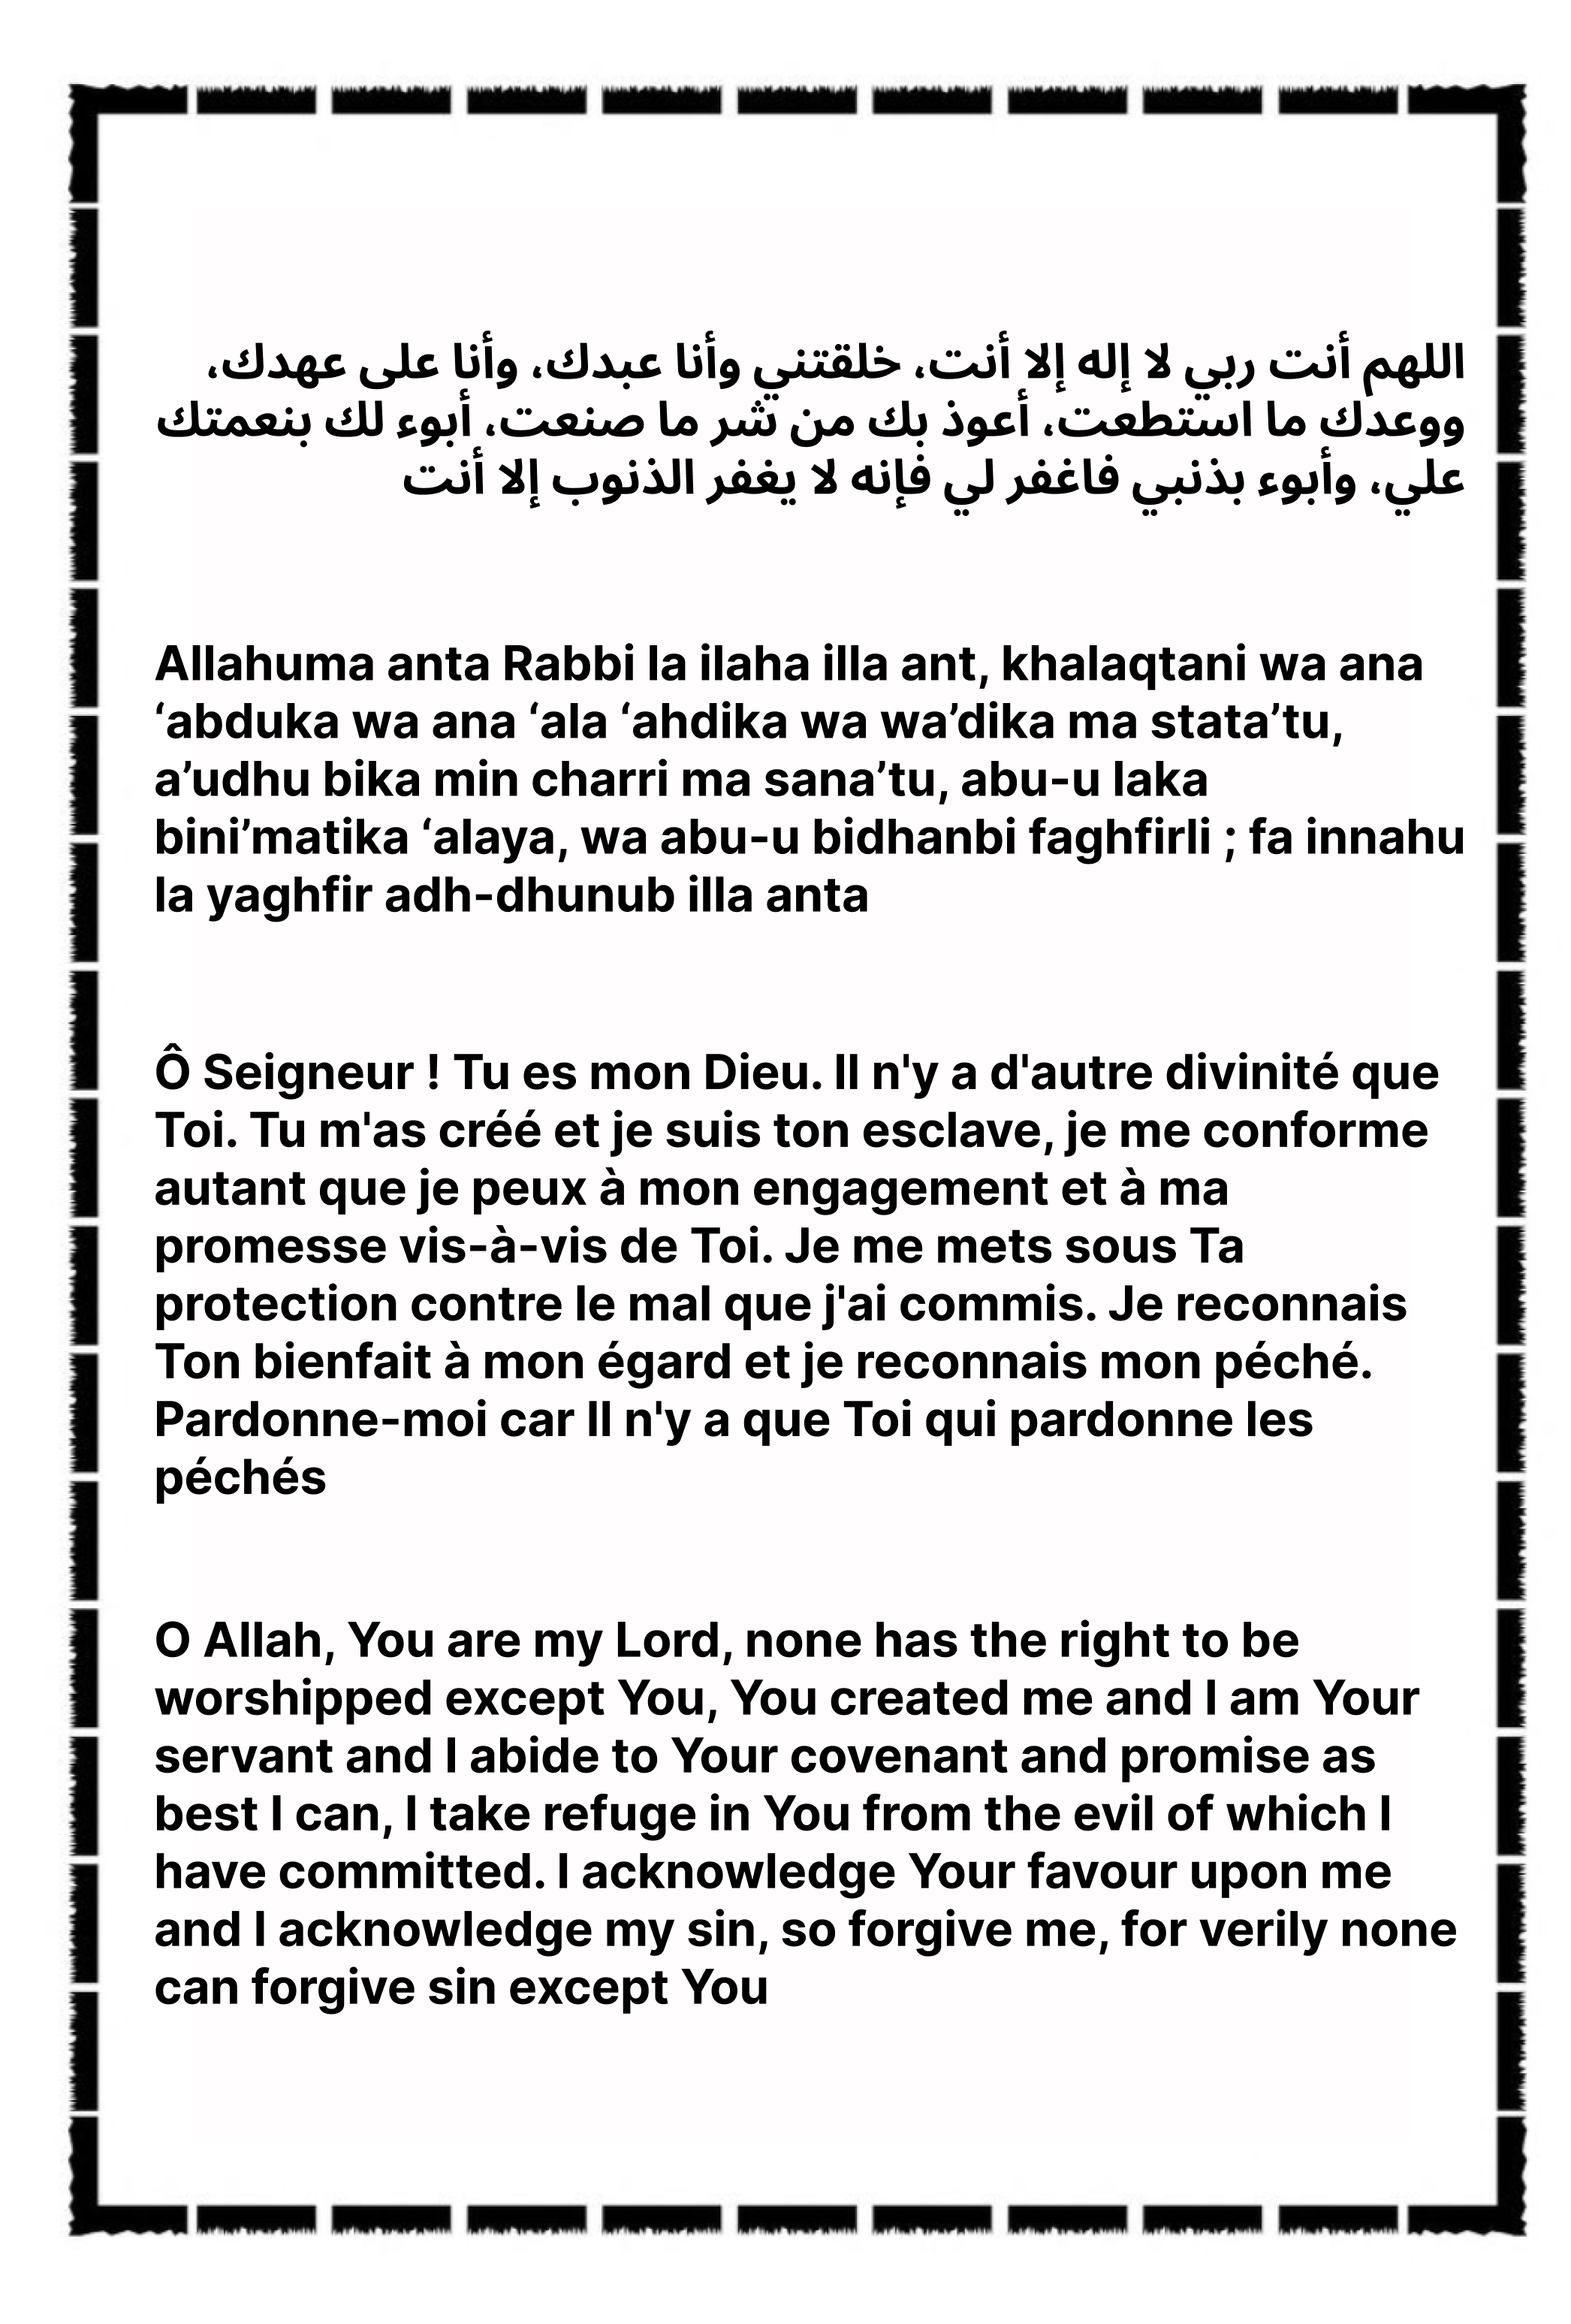 اللهم أنت ربي لا إله إلا أنت، خلقتني وأنا عبدك، وأنا على عهدك،
ووعدك ما استطعت، أعوذ بك من شر ما صنعت، أبوء لك بنعمتك
علي، وأبوء بذنبي فاغفر لي فإنه لا يغفر الذنوب إلا أنت
Allahuma anta Rabbi la ilaha illa ant, khalaqtani wa ana
‘abduka wa ana ‘ala ‘ahdika wa wa’dika ma stata’tu,
a’udhu bika min charri ma sana’tu, abu-u laka
bini’matika ‘alaya, wa abu-u bidhanbi faghfirli ; fa innahu
la yaghfir adh-dhunub illa anta
Ô Seigneur ! Tu es mon Dieu. Il n'y a d'autre divinité que
Toi. Tu m'as créé et je suis ton esclave, je me conforme
autant que je peux à mon engagement et à ma
promesse vis-à-vis de Toi. Je me mets sous Ta
protection contre le mal que j'ai commis. Je reconnais
Ton bienfait à mon égard et je reconnais mon péché.
Pardonne-moi car Il n'y a que Toi qui pardonne les
péchés
O Allah, You are my Lord, none has the right to be
worshipped except You, You created me and I am Your
servant and I abide to Your covenant and promise as
best I can, I take refuge in You from the evil of which I
have committed. I acknowledge Your favour upon me
and I acknowledge my sin, so forgive me, for verily none
can forgive sin except You